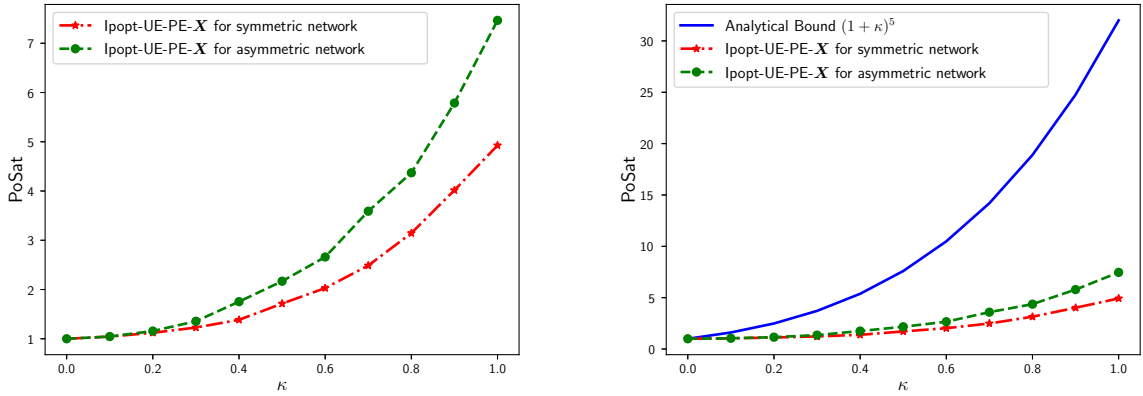 Ipopt-UE-PE-X for symmetric network
Ipopt-UE-PE-X for asymmetric network
7
6
5
4
3
2
1
PoSat
0.0 0.2 0.4 0.6 0.8 1.0
κ
Analytical Bound (1 + κ)^5
Ipopt-UE-PE-X for symmetric network
Ipopt-UE-PE-X for asymmetric network
30
25
20
15
10
5
0
PoSat
0.0 0.2 0.4 0.6 0.8 1.0
κ